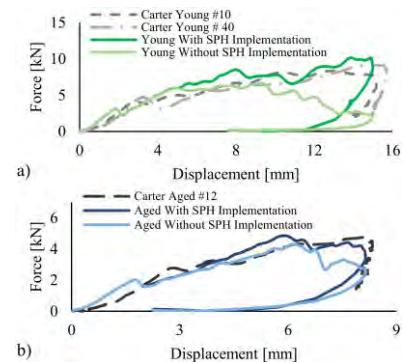 Carter Young #10
Carter Young # 40
Young With SPH Implementation
Young Without SPH Implementation
15
10
5
0
Force [kN]
0 4 8 12 16
Displacement [mm]
a)
Carter Aged #12
Aged With SPH Implementation
Aged Without SPH Implementation
6
4
2
0
Force [kN]
0 3 6 9
Displacement [mm]
b)